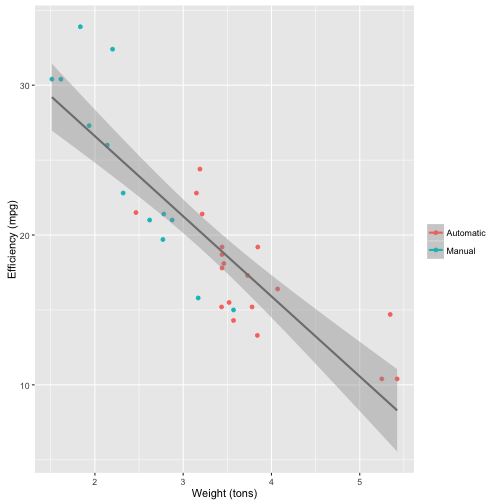 Efficiency (mpg)
30
20
10
2 3 4 5
Weight (tons)
Automatic
Manual